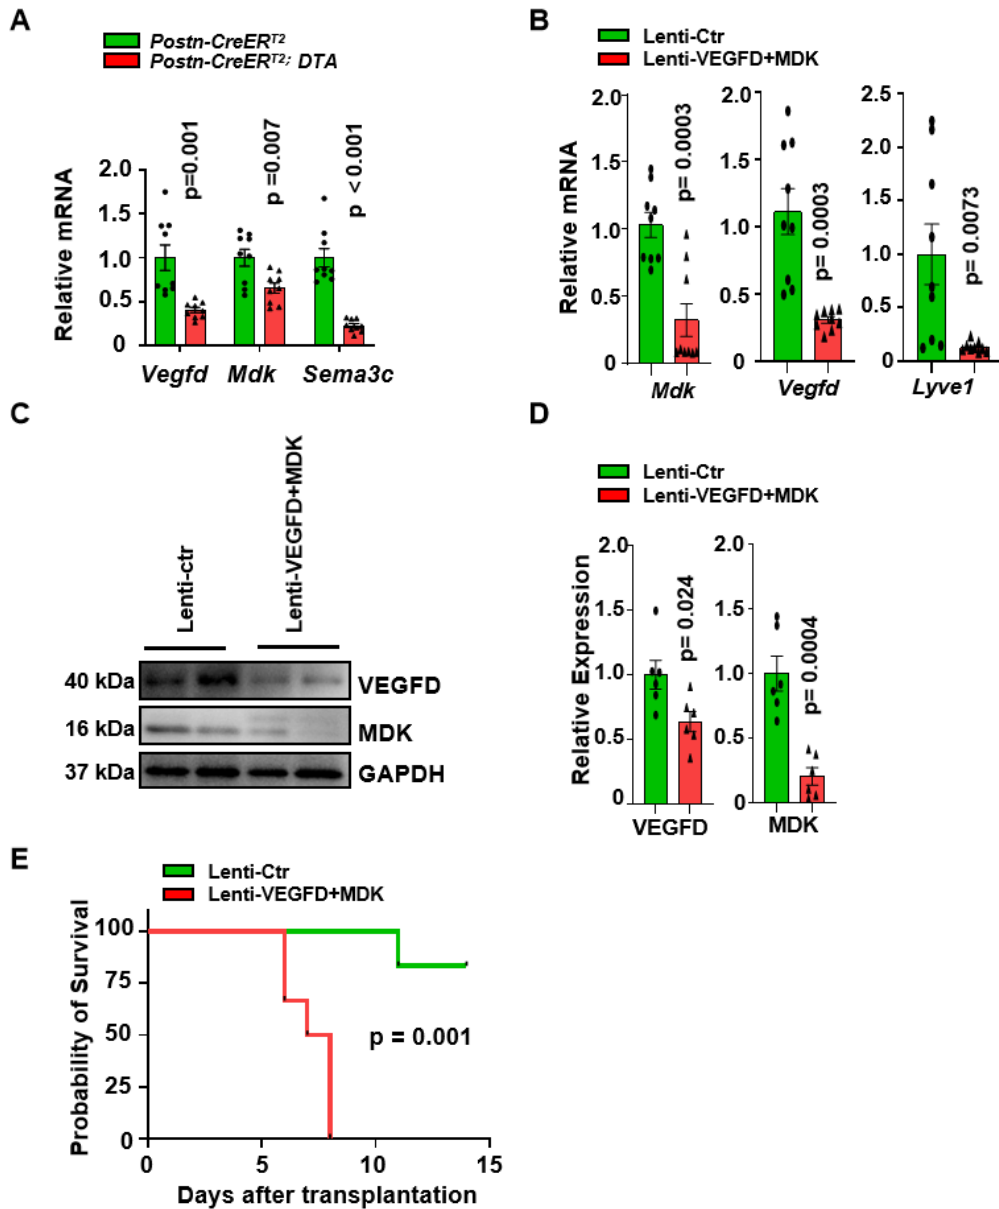 A
Postn-CreERT2
Postn-CreERT2; DTA
Relative mRNA
2.0
1.5
1.0
0.5
0
p=0.001
p =0.007
p < 0.001
Vegfd Mdk Sema3c
B
Lenti-Ctr
Lenti-VEGFD+MDK
Relative mRNA
2.0
1.5
1.0
0.5
0
p= 0.0003
Mdk
2.0
1.5
1.0
0.5
0
p= 0.0003
Vegfd
2.5
2.0
1.5
1.0
0.5
0
p= 0.0073
Lyve1
C
Lenti-ctr
Lenti-VEGFD+MDK
40 kDa VEGFD
16 kDa MDK
37 kDa GAPDH
D
Lenti-Ctr
Lenti-VEGFD+MDK
Relative Expression
2.0
1.5
1.0
0.5
0
p= 0.024
VEGFD
2.0
1.5
1.0
0.5
0
p= 0.0004
MDK
E
Lenti-Ctr
Lenti-VEGFD+MDK
Probability of Survival
100
75
50
25
0
p = 0.001
0 5 10 15
Days after transplantation